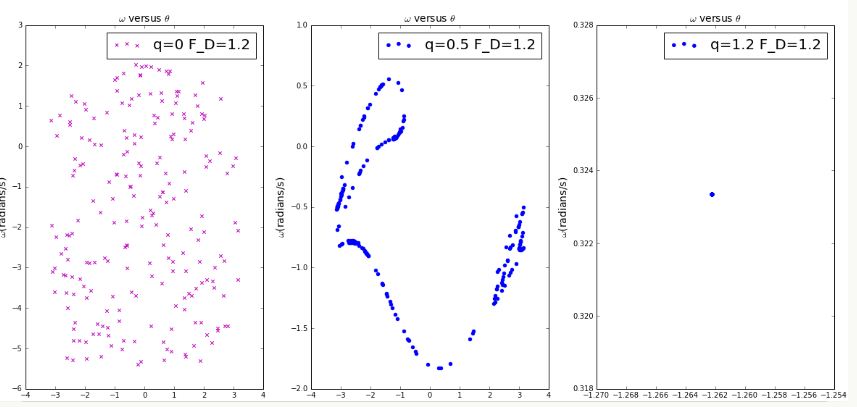 ω versus θ
q=0 F_D=1.2
ω(radians/s)
3
2
1
0
−1
−2
−3
−4
−5
−6
−4 −3 −2 −1 0 1 2 3 4
ω versus θ
q=0.5 F_D=1.2
ω(radians/s)
1.0
0.5
0.0
−0.5
−1.0
−1.5
−2.0
−4 −3 −2 −1 0 1 2 3 4
ω versus θ
q=1.2 F_D=1.2
ω(radians/s)
0.328
0.326
0.324
0.322
0.320
0.318
−1.270 −1.268 −1.266 −1.264 −1.262 −1.260 −1.258 −1.256 −1.254